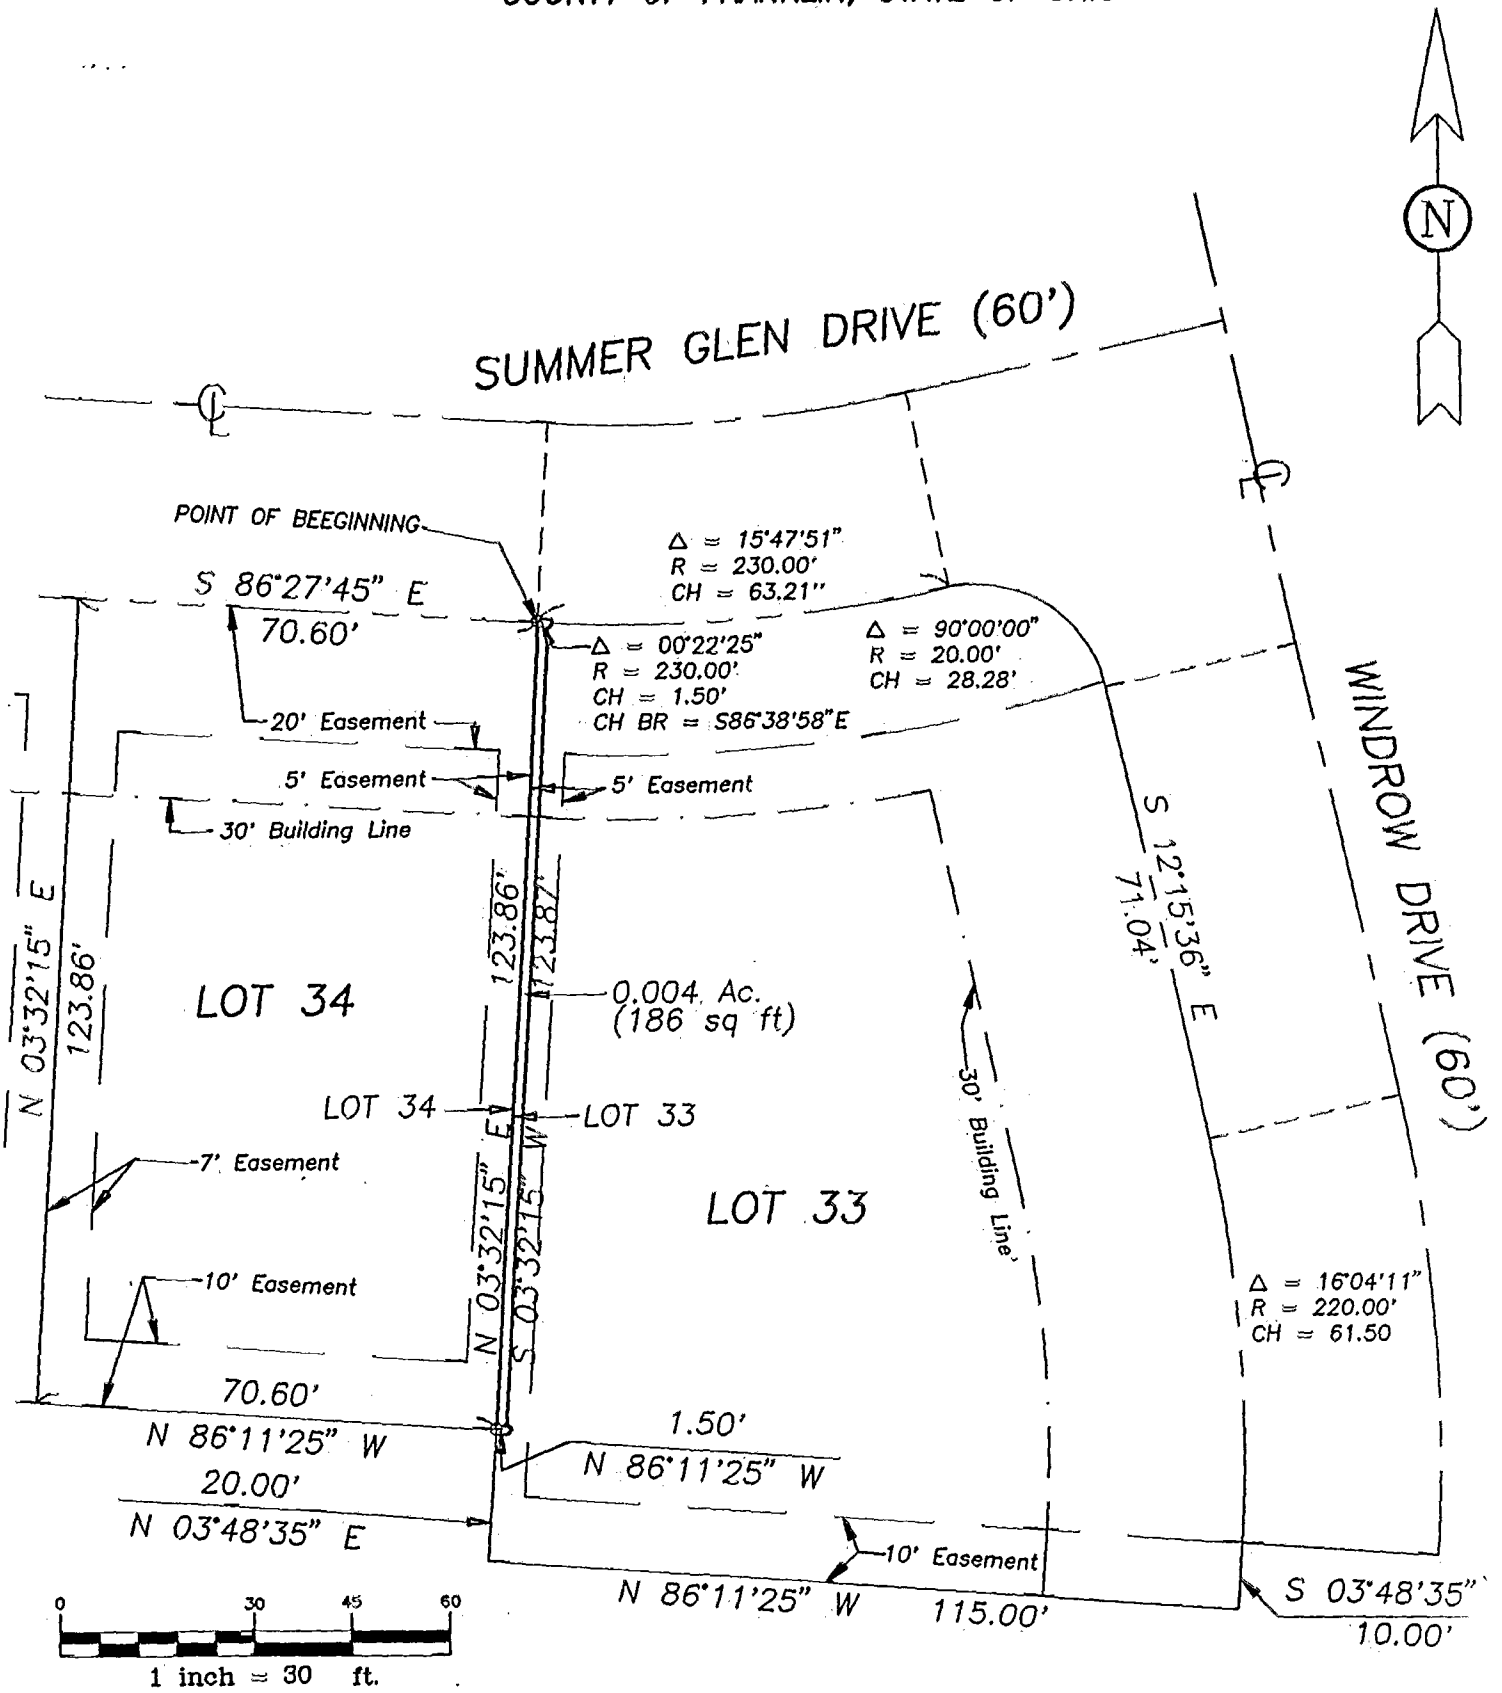 N
SUMMER GLEN DRIVE (60')
CL
CL
POINT OF BEEGINNING
Δ = 15°47'51"
R = 230.00'
CH = 63.21''
S 86°27'45" E
70.60'
Δ = 00°22'25"
R = 230.00'
CH = 1.50'
CH BR = S86°38'58"E
Δ = 90°00'00"
R = 20.00'
CH = 28.28'
WINDROW DRIVE (60')
20' Easement
5' Easement
5' Easement
30' Building Line
S 12°15'36" E
71.04'
N 03°32'15" E
123.86'
123.86'
123.87'
LOT 34
0.004 Ac.
(186 sq ft)
30' Building Line'
LOT 34
LOT 33
N 03°32'15" E
S 03°32'15" W
7' Easement
LOT 33
10' Easement
Δ = 16°04'11"
R = 220.00'
CH = 61.50
70.60'
N 86°11'25" W
1.50'
N 86°11'25" W
20.00'
N 03°48'35" E
10' Easement
N 86°11'25" W 115.00'
S 03°48'35"
10.00'
0 30 45 60
1 inch = 30 ft.